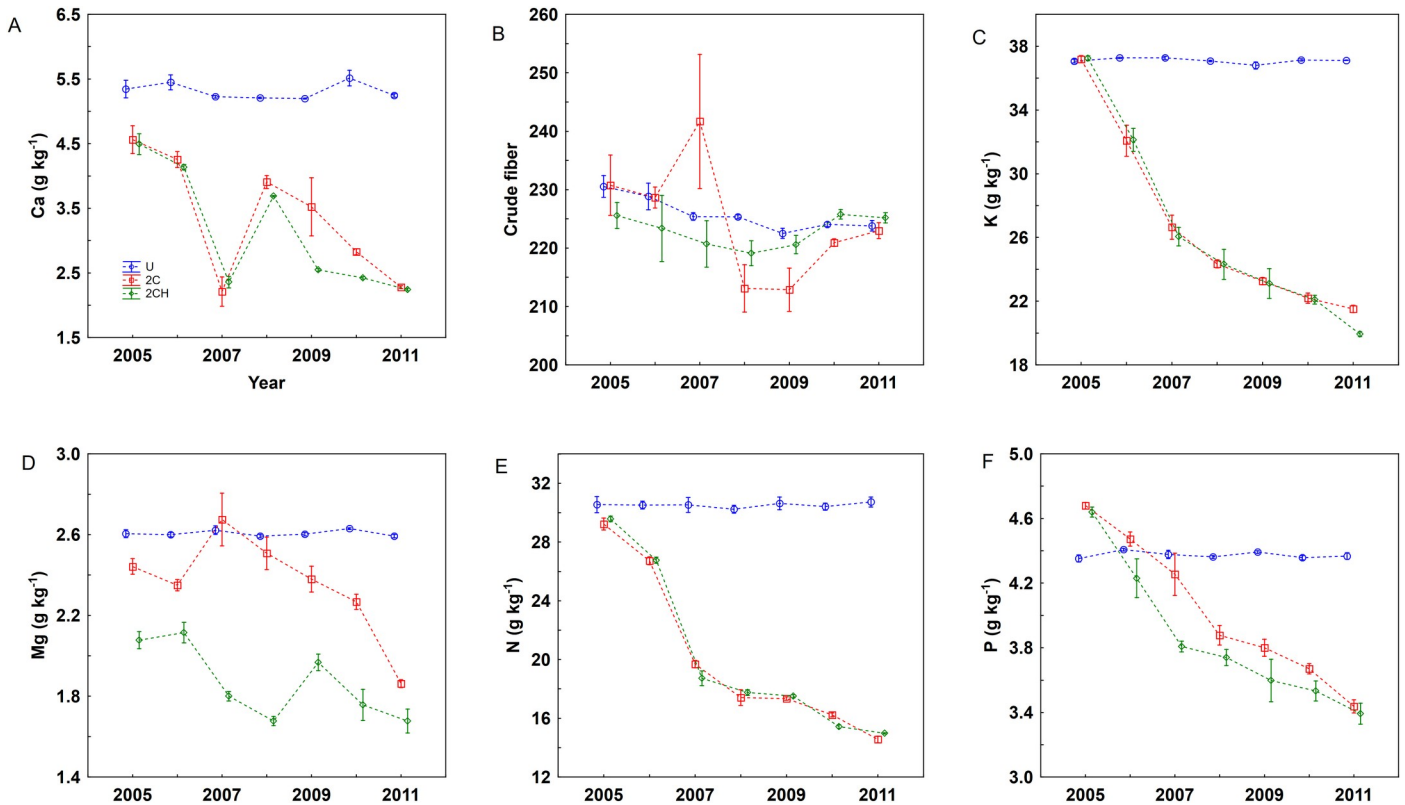 A
Ca (g kg-1)
6.5
5.5
4.5
3.5
2.5
1.5
U
2C
2CH
2005 2007 2009 2011
Year
B
Crude fiber
260
250
240
230
220
210
200
2005 2007 2009 2011
C
K (g kg-1)
38
34
30
26
22
18
2005 2007 2009 2011
D
Mg (g kg-1)
3.0
2.6
2.2
1.8
1.4
2005 2007 2009 2011
E
N (g kg-1)
32
28
24
20
16
12
2005 2007 2009 2011
F
P (g kg-1)
5.0
4.6
4.2
3.8
3.4
3.0
2005 2007 2009 2011